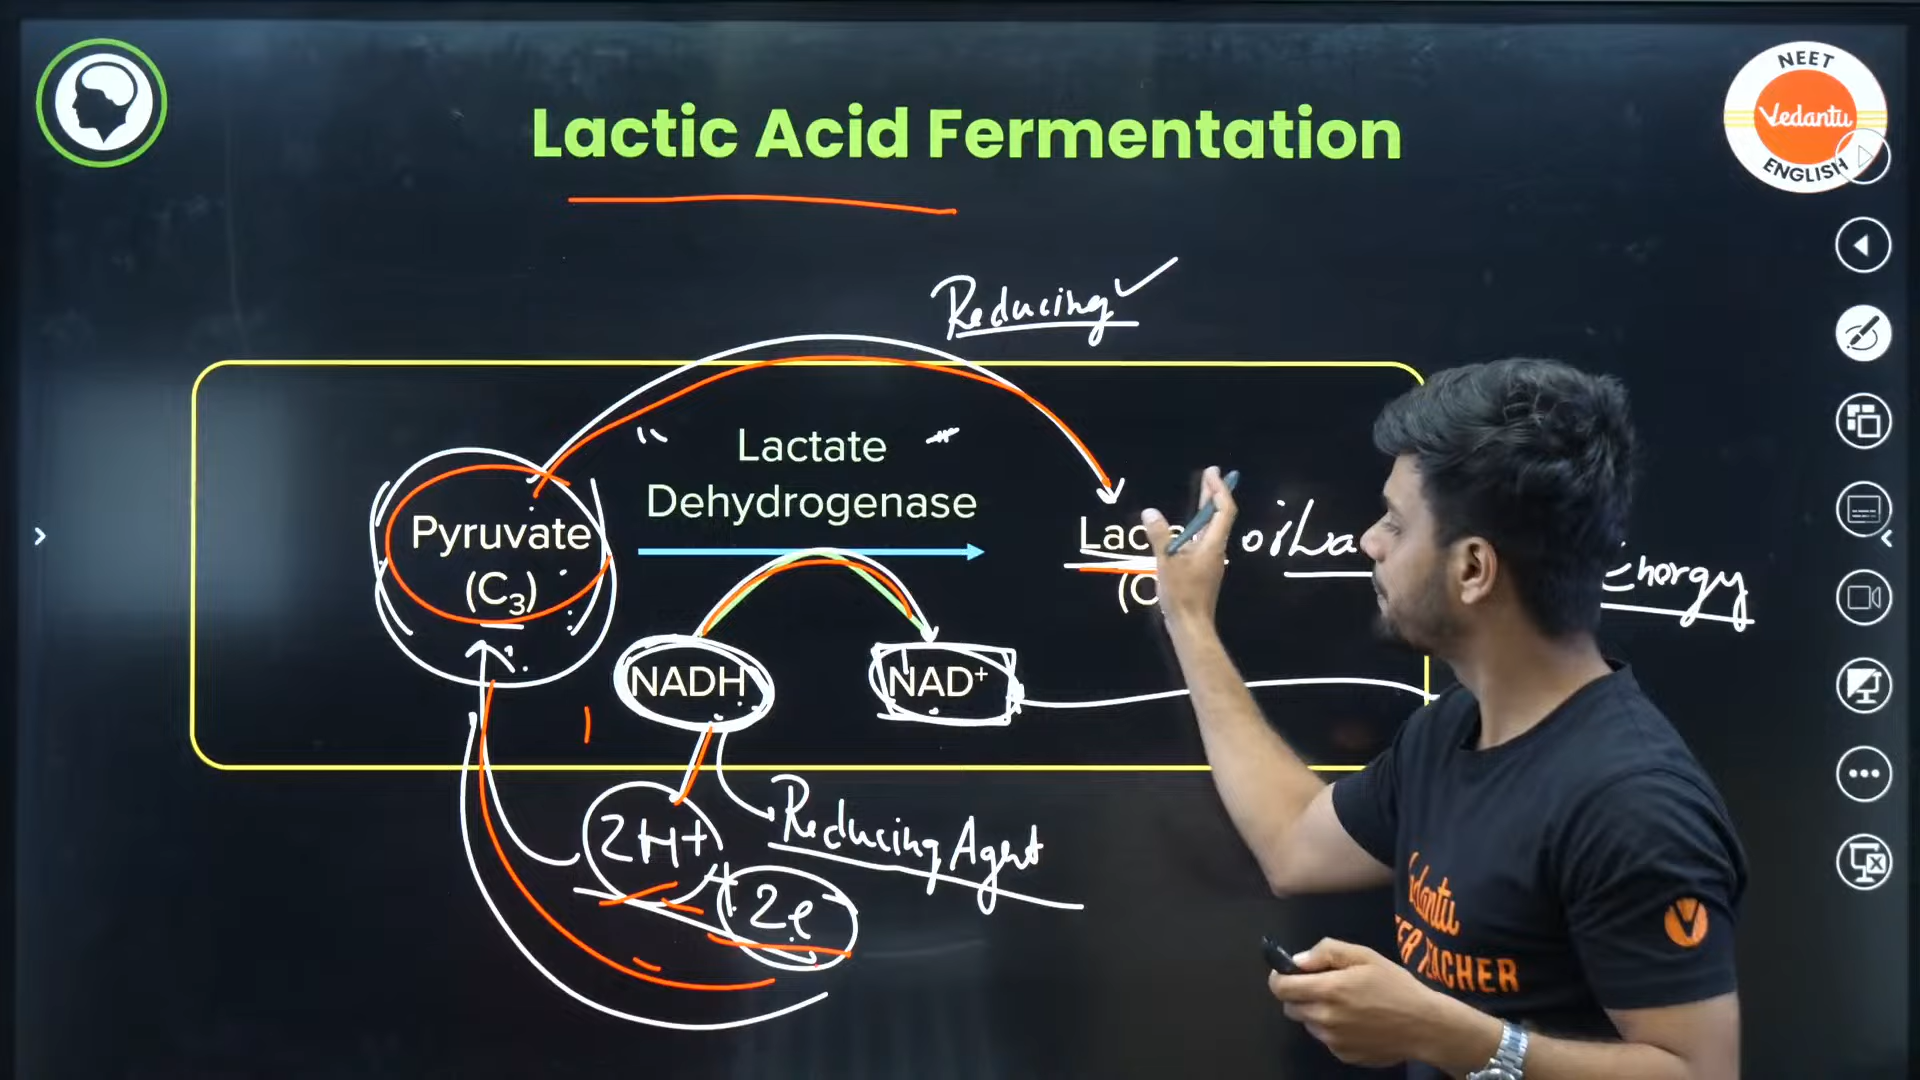 NEET
Vedantu
ENGLISH
Lactic Acid Fermentation
Reducing
Lactate
Dehydrogenase
Pyruvate
(C₃)
Energy
NADH
NAD⁺
2H+
Reducing Agent
2e